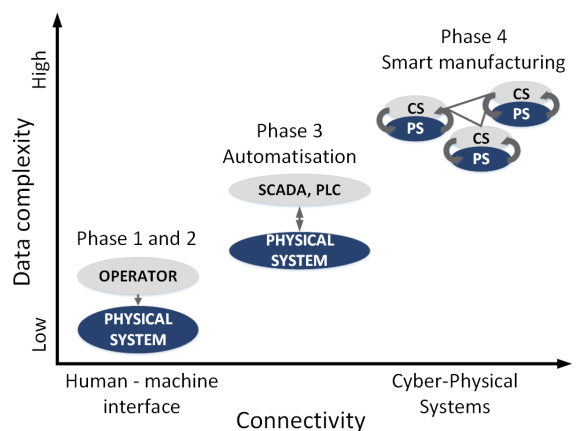 Phase 4
Smart manufacturing
High
CS
PS
CS
PS
CS
PS
Phase 3
Automatisation
SCADA, PLC
PHYSICAL
SYSTEM
Data complexity
Phase 1 and 2
OPERATOR
PHYSICAL
SYSTEM
Low
Human - machine
interface
Cyber-Physical
Systems
Connectivity